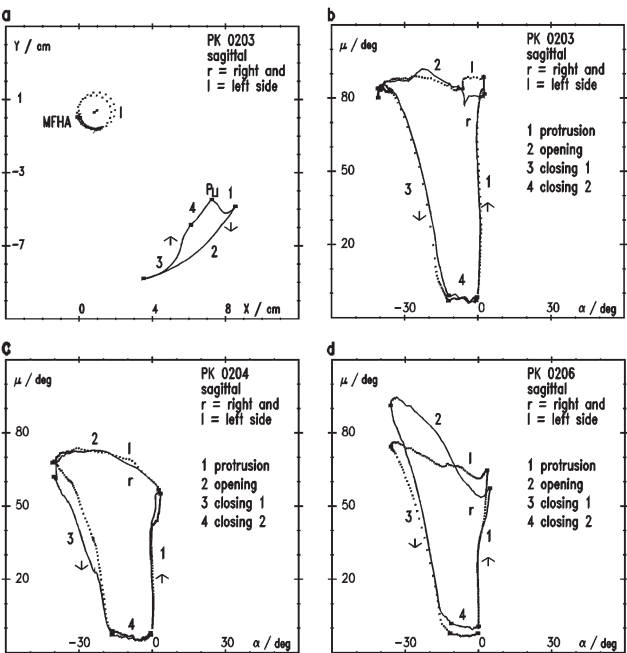 a
Y / cm
PK 0203
sagittal
r = right and
l = left side
1
l
MFHA
-3
Pμ
1
4
-7
2
3
0
4
8
X / cm
b
μ / deg
PK 0203
sagittal
r = right and
l = left side
2
l
80
r
1 protrusion
2 opening
3 closing 1
4 closing 2
50
3
1
20
4
-30
0
30
α / deg
c
μ / deg
PK 0204
sagittal
r = right and
l = left side
80
2
l
r
1 protrusion
2 opening
3 closing 1
4 closing 2
50
3
1
20
4
-30
0
30
α / deg
d
μ / deg
PK 0206
sagittal
r = right and
l = left side
80
2
l
r
1 protrusion
2 opening
3 closing 1
4 closing 2
50
3
1
20
4
-30
0
30
α / deg